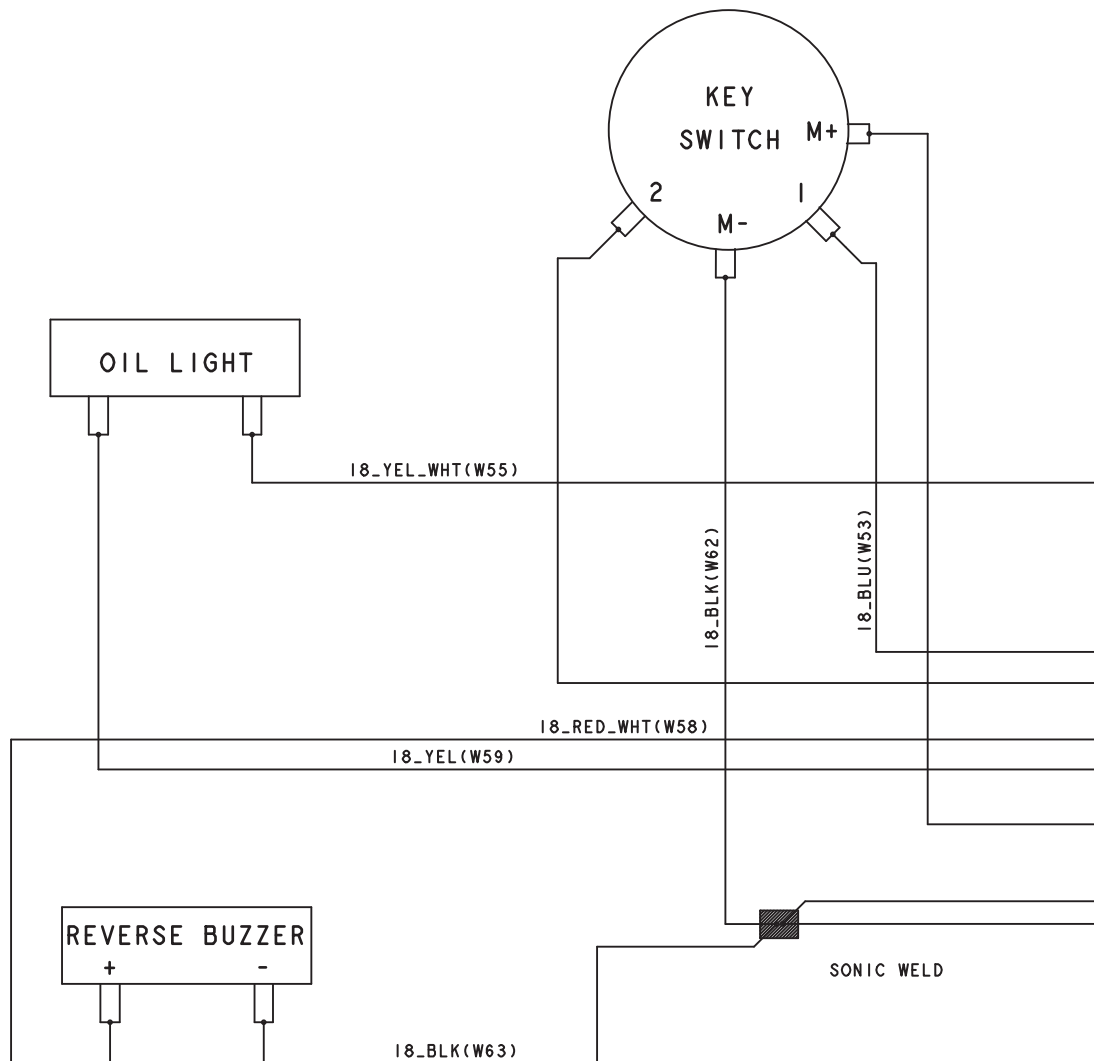 KEY
SWITCH
M+
2
1
M-
OIL LIGHT
18_YEL_WHT(W55)
18_BLK(W62)
18_BLU(W53)
18_RED_WHT(W58)
18_YEL(W59)
REVERSE BUZZER
+ -
SONIC WELD
18_BLK(W63)